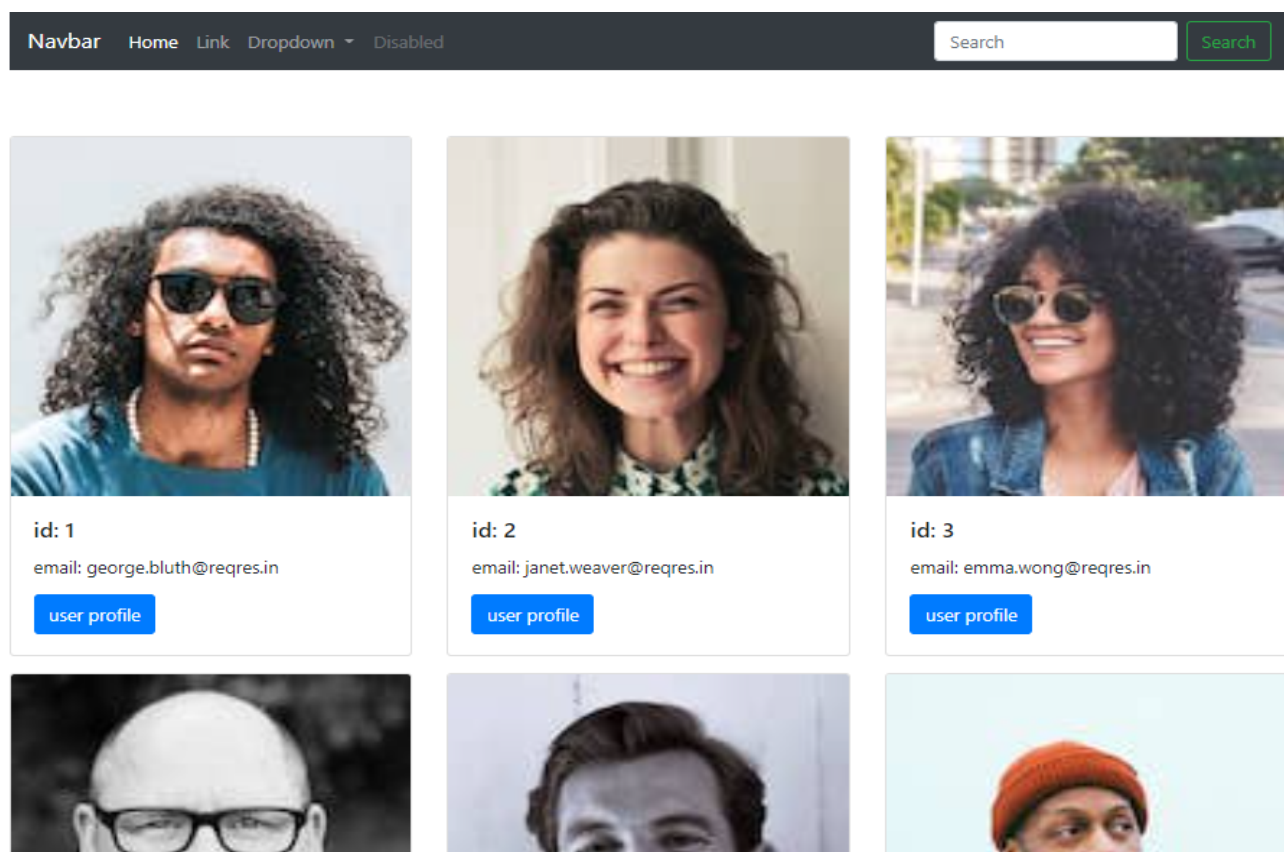 Navbar Home Link Dropdown Disabled Search Search
id: 1
email: george.bluth@reqres.in
user profile
id: 2
email: janet.weaver@reqres.in
user profile
id: 3
email: emma.wong@reqres.in
user profile